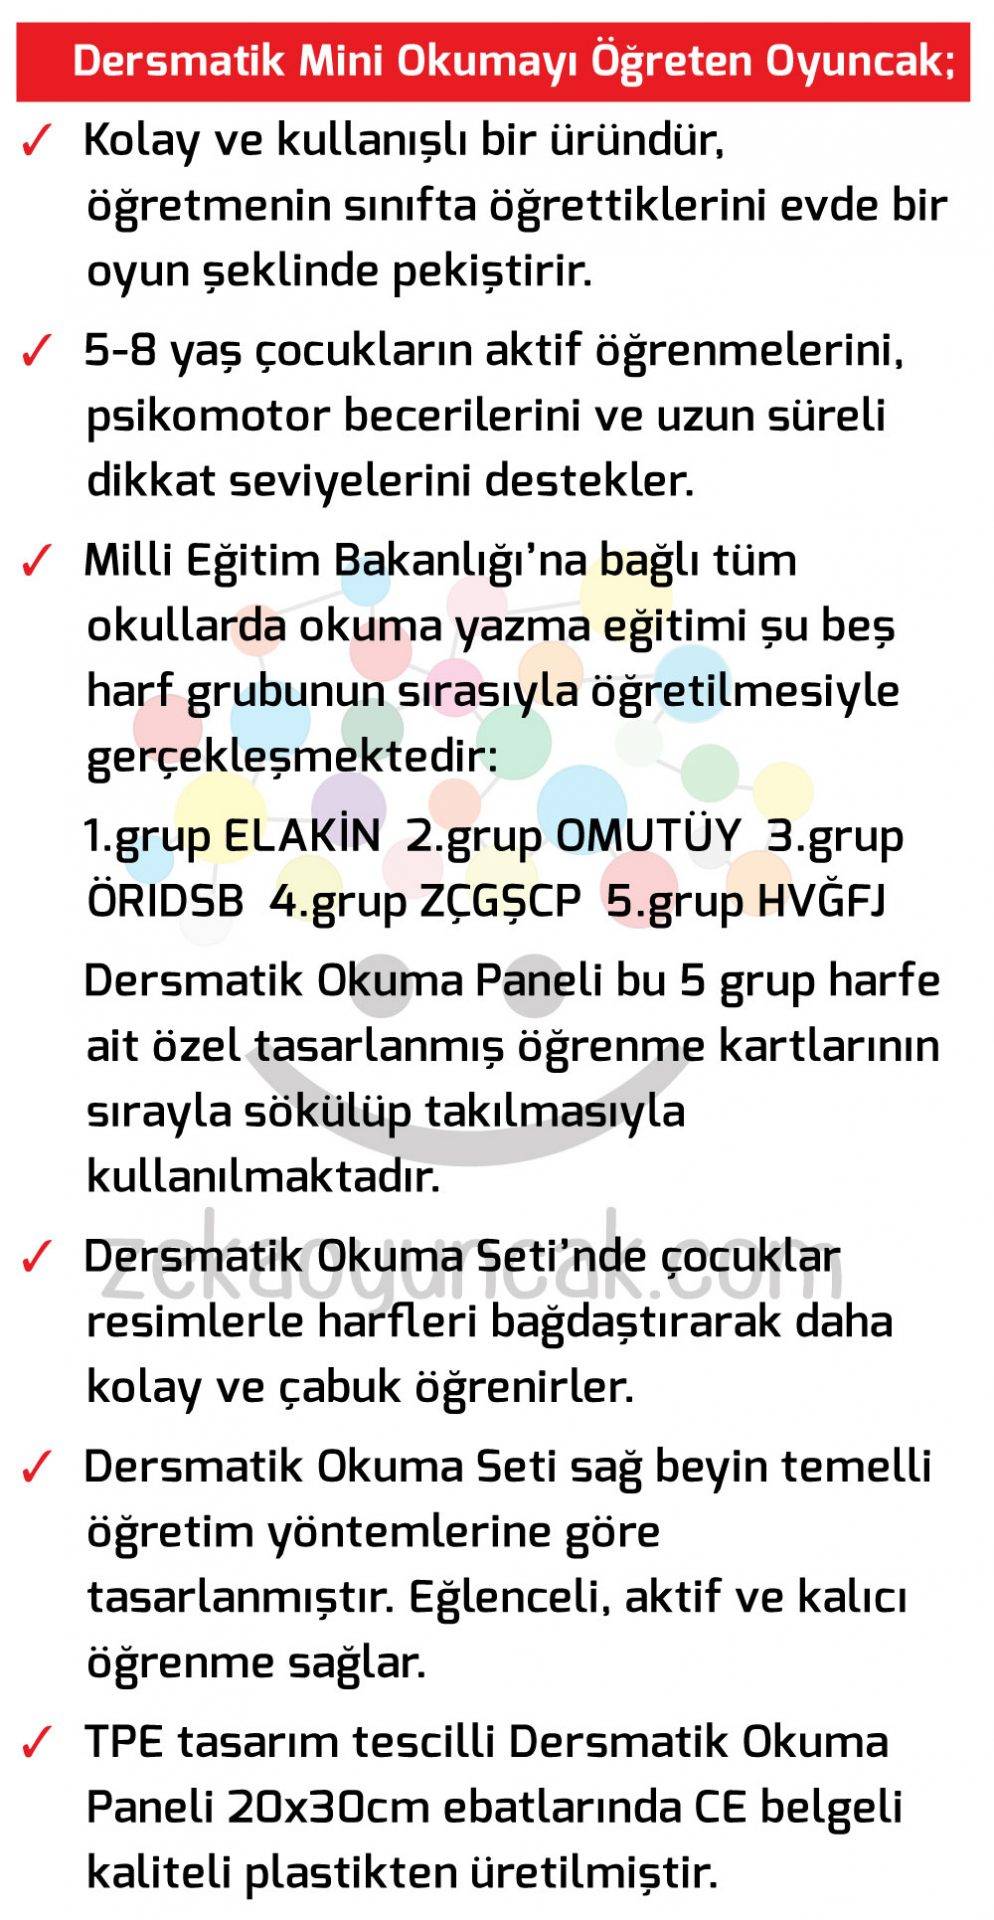 Dersmatik Mini Okumayı Öğreten Oyuncak;
✓ Kolay ve kullanışlı bir üründür,
öğretmenin sınıfta öğrettiklerini evde bir
oyun şeklinde pekiştirir.
✓ 5-8 yaş çocukların aktif öğrenmelerini,
psikomotor becerilerini ve uzun süreli
dikkat seviyelerini destekler.
✓ Milli Eğitim Bakanlığı’na bağlı tüm
okullarda okuma yazma eğitimi şu beş
harf grubunun sırasıyla öğretilmesiyle
gerçekleşmektedir:
1.grup ELAKİN 2.grup OMUTÜY 3.grup
ÖRIDSB 4.grup ZÇGŞCP 5.grup HVĞFJ
Dersmatik Okuma Paneli bu 5 grup harfe
ait özel tasarlanmış öğrenme kartlarının
sırayla sökülüp takılmasıyla
kullanılmaktadır.
zekaoyuncak.com
✓ Dersmatik Okuma Seti’nde çocuklar
resimlerle harfleri bağdaştırarak daha
kolay ve çabuk öğrenirler.
✓ Dersmatik Okuma Seti sağ beyin temelli
öğretim yöntemlerine göre
tasarlanmıştır. Eğlenceli, aktif ve kalıcı
öğrenme sağlar.
✓ TPE tasarım tescilli Dersmatik Okuma
Paneli 20x30cm ebatlarında CE belgeli
kaliteli plastikten üretilmiştir.